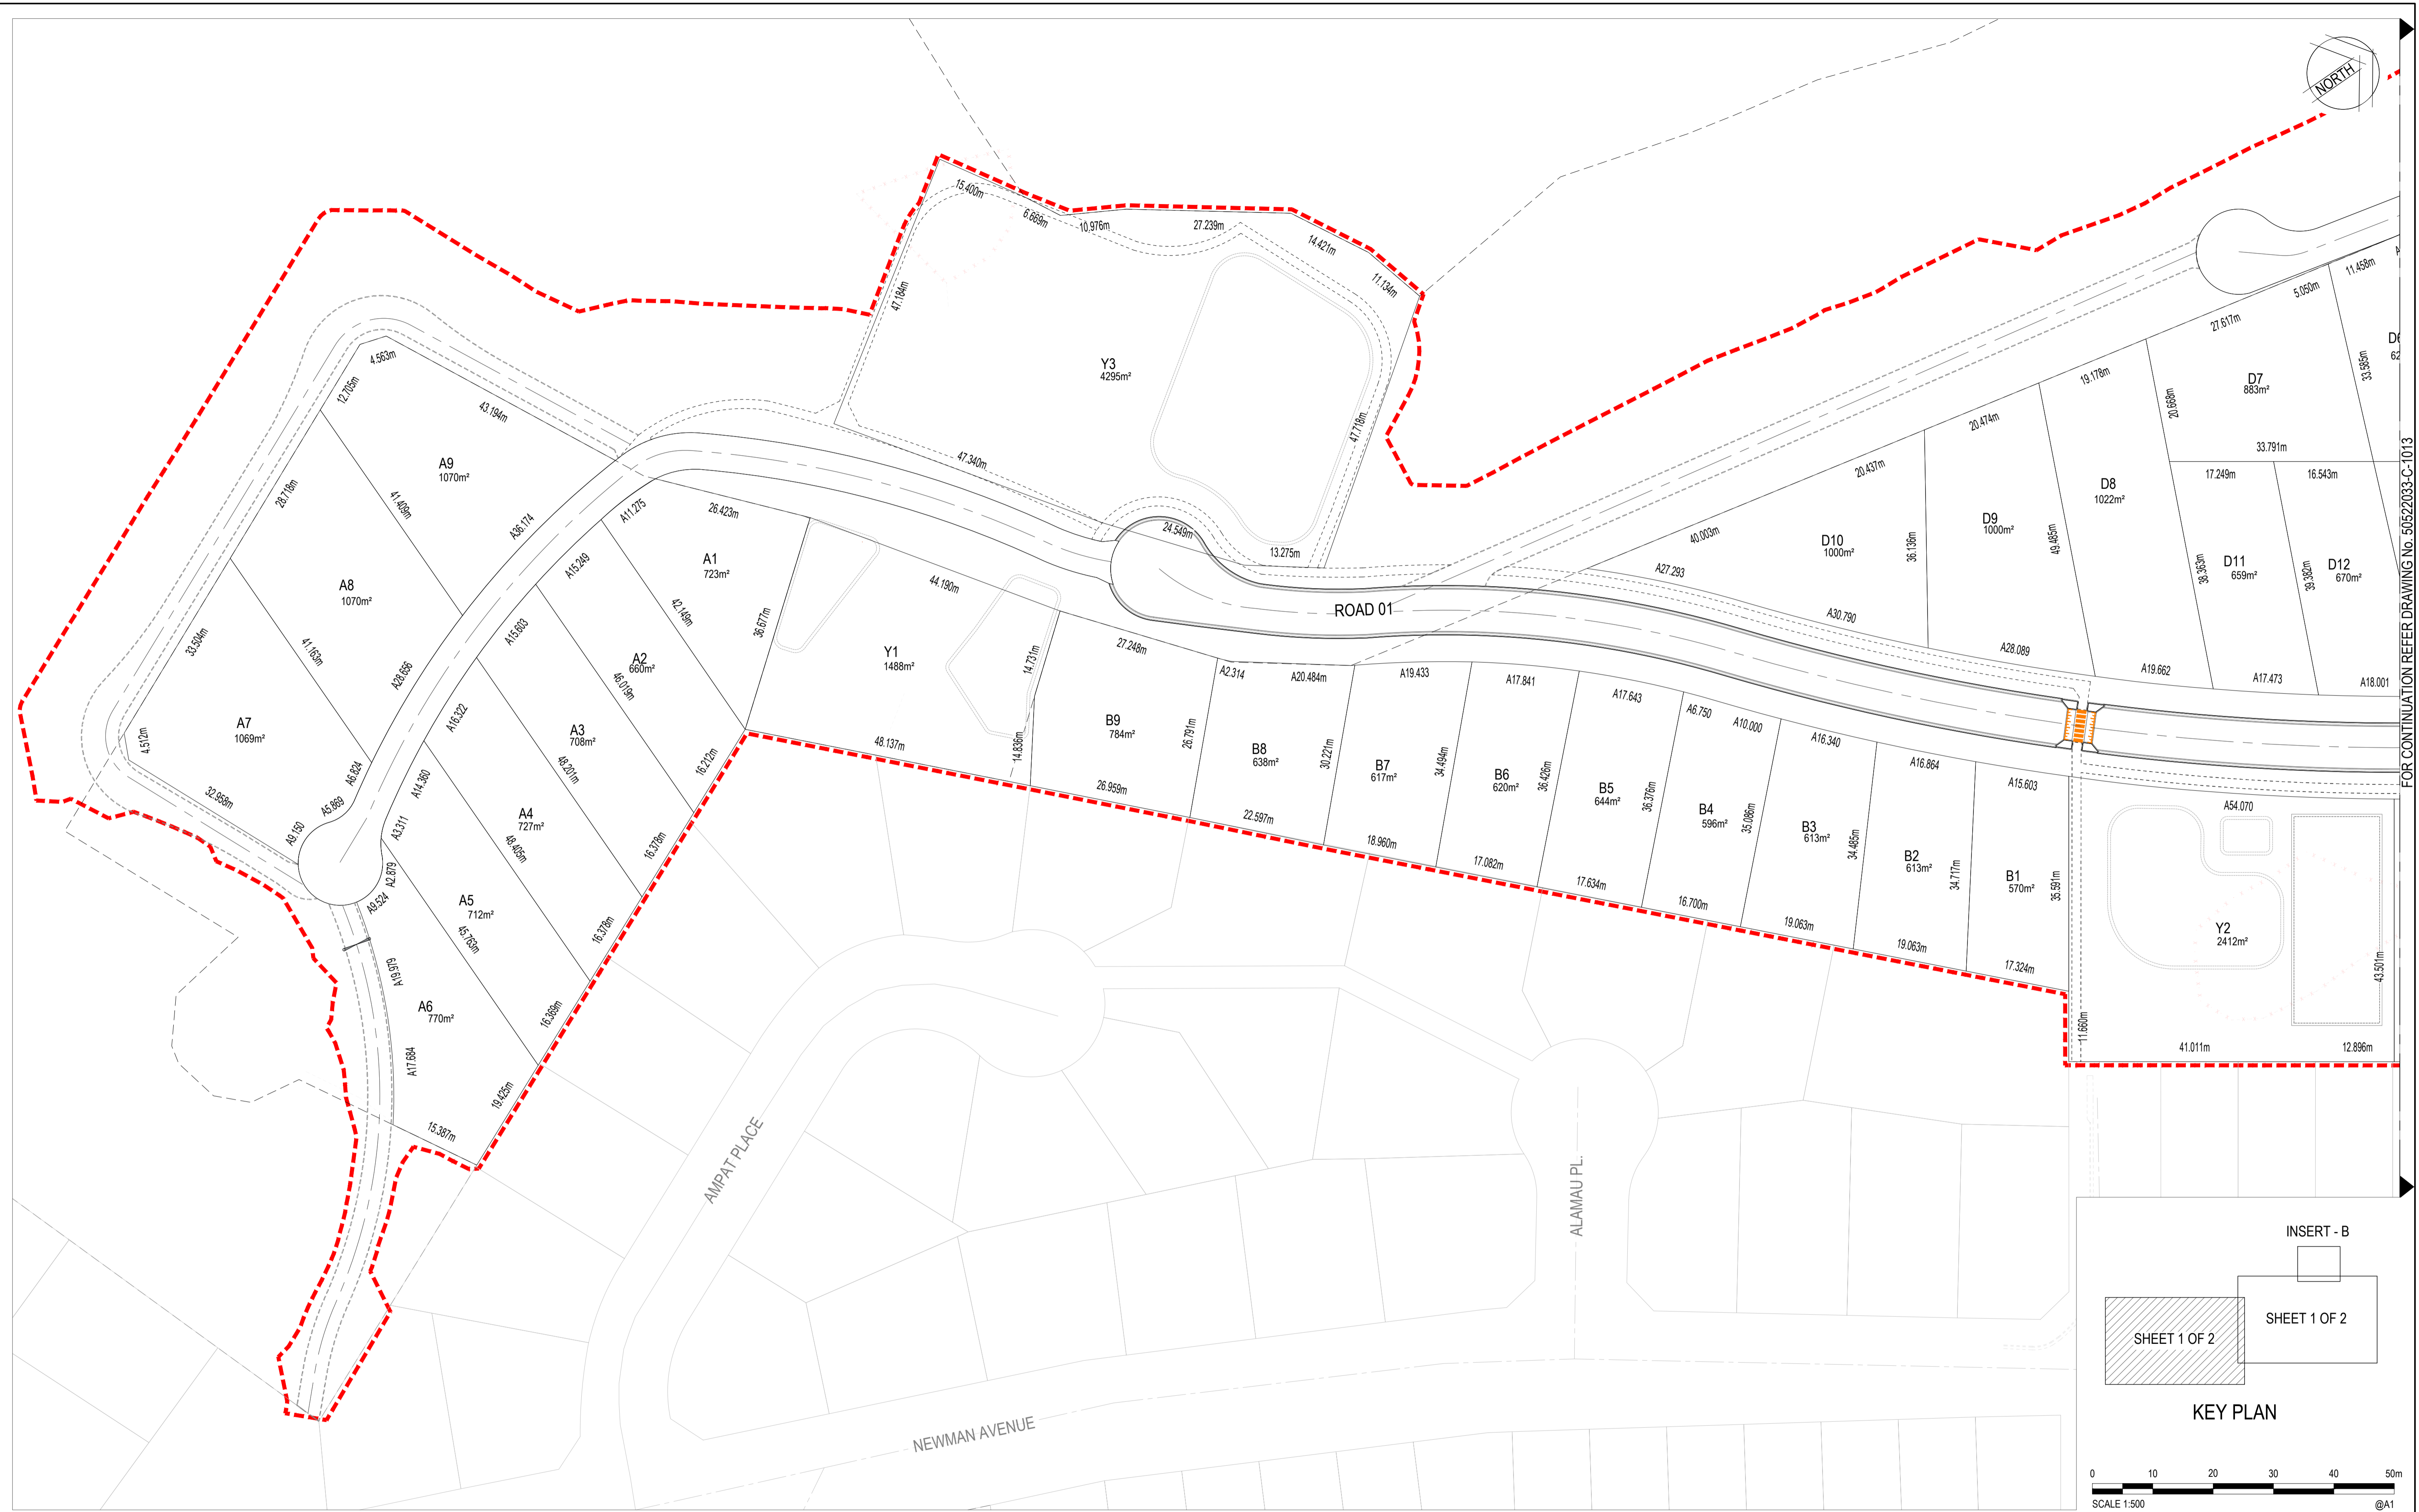 NORTH
15.400m
6.669m
10.976m
27.239m
14.421m
11.134m
47.184m
Y3
4295m²
47.718m
47.340m
24.549m
13.275m
4.563m
12.705m
43.194m
A9
1070m²
41.409m
28.718m
A36.174
A8
1070m²
41.163m
33.504m
A28.656
A7
1069m²
4.512m
32.958m
A9.150
A5.869
A6.824
A11.275
26.423m
A1
723m²
42.149m
36.677m
A15.249
A2
660m²
46.019m
A15.603
A3
708m²
48.201m
A16.322
A4
727m²
48.405m
A14.360
A3.311
A2.879
A9.524
A5
712m²
45.763m
A19.979
A6
770m²
A17.684
15.387m
19.425m
16.369m
16.378m
16.378m
16.212m
44.190m
Y1
1488m²
14.731m
14.836m
48.137m
ROAD 01
27.248m
A2.314
A20.484m
A19.433
A17.841
A17.643
A6.750
A10.000
A16.340
A16.864
A15.603
A54.070
B9
784m²
26.791m
B8
638m²
30.221m
B7
617m²
34.494m
B6
620m²
36.426m
B5
644m²
36.376m
B4
596m²
35.086m
B3
613m²
34.485m
B2
613m²
34.717m
B1
570m²
35.591m
26.959m
22.597m
18.960m
17.082m
17.634m
16.700m
19.063m
19.063m
17.324m
11.660m
Y2
2412m²
43.501m
41.011m
12.896m
11.458m
5.050m
27.617m
19.178m
20.474m
20.437m
40.003m
A27.293
A30.790
A28.089
A19.662
A17.473
A18.001
D7
883m²
20.668m
33.585m
33.791m
17.249m
16.543m
D8
1022m²
49.485m
D9
1000m²
36.136m
D10
1000m²
D11
659m²
38.363m
D12
670m²
39.382m
FOR CONTINUATION REFER DRAWING No. 50522033-C-1013
AMPAT PLACE
ALAMAU PL.
NEWMAN AVENUE
INSERT - B
SHEET 1 OF 2
SHEET 1 OF 2
KEY PLAN
0 10 20 30 40 50m
SCALE 1:500 @A1